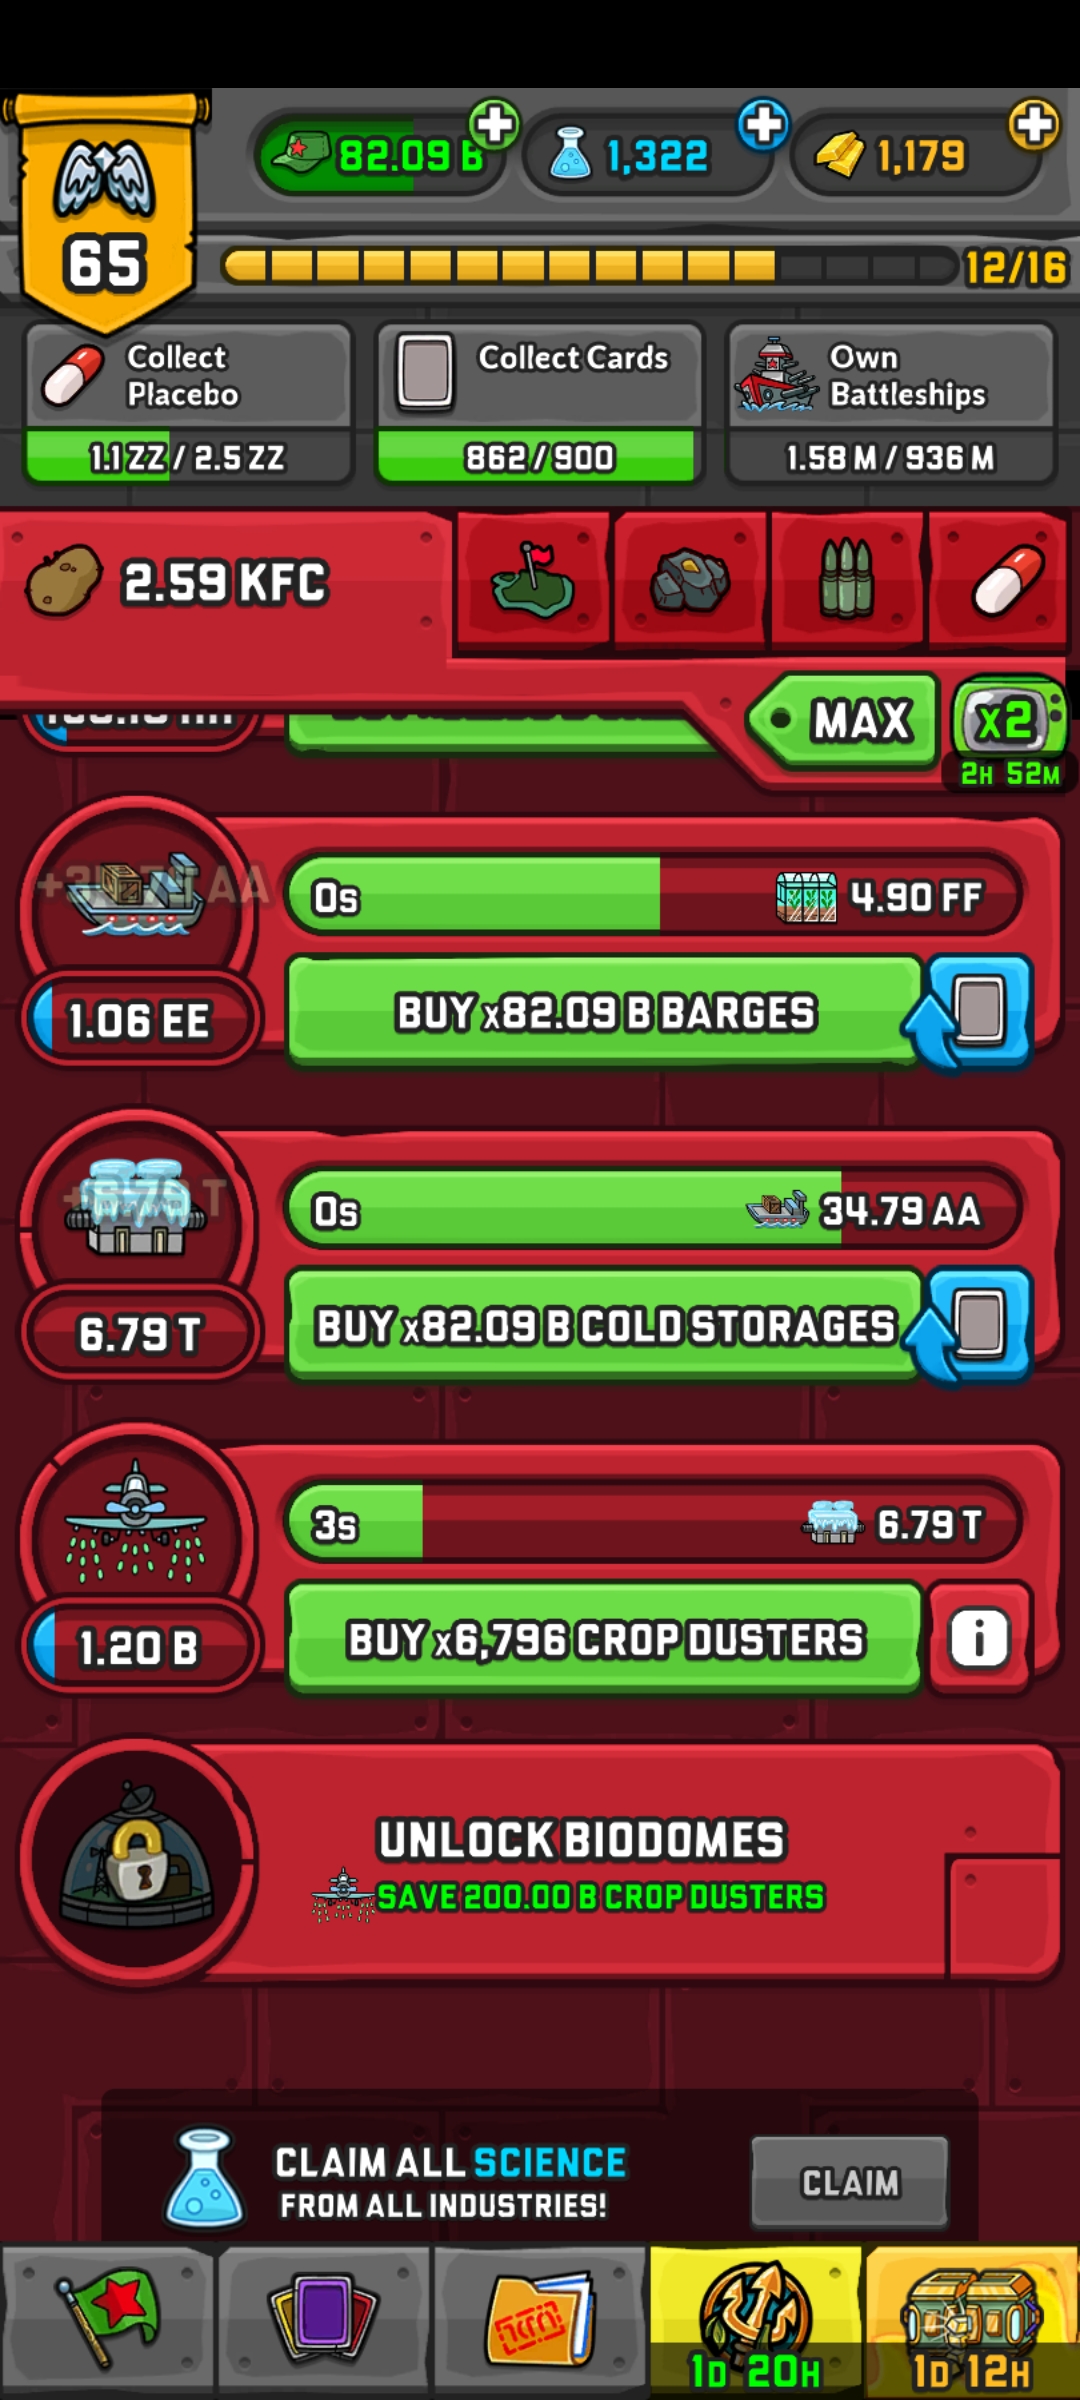 82.09 B
1,322
1,179
65
12/16
Collect
Placebo
1.1 ZZ / 2.5 ZZ
Collect Cards
862/900
Own
Battleships
1.58 M / 936 M
2.59 KFC
MAX
x2
2H 52M
0s
4.90 FF
1.06 EE
BUY x82.09 B BARGES
0s
34.79 AA
6.79 T
BUY x82.09 B COLD STORAGES
3s
6.79 T
1.20 B
BUY x6,796 CROP DUSTERS
i
UNLOCK BIODOMES
SAVE 200.00 B CROP DUSTERS
CLAIM ALL SCIENCE
FROM ALL INDUSTRIES!
CLAIM
1D 20H
1D 12H